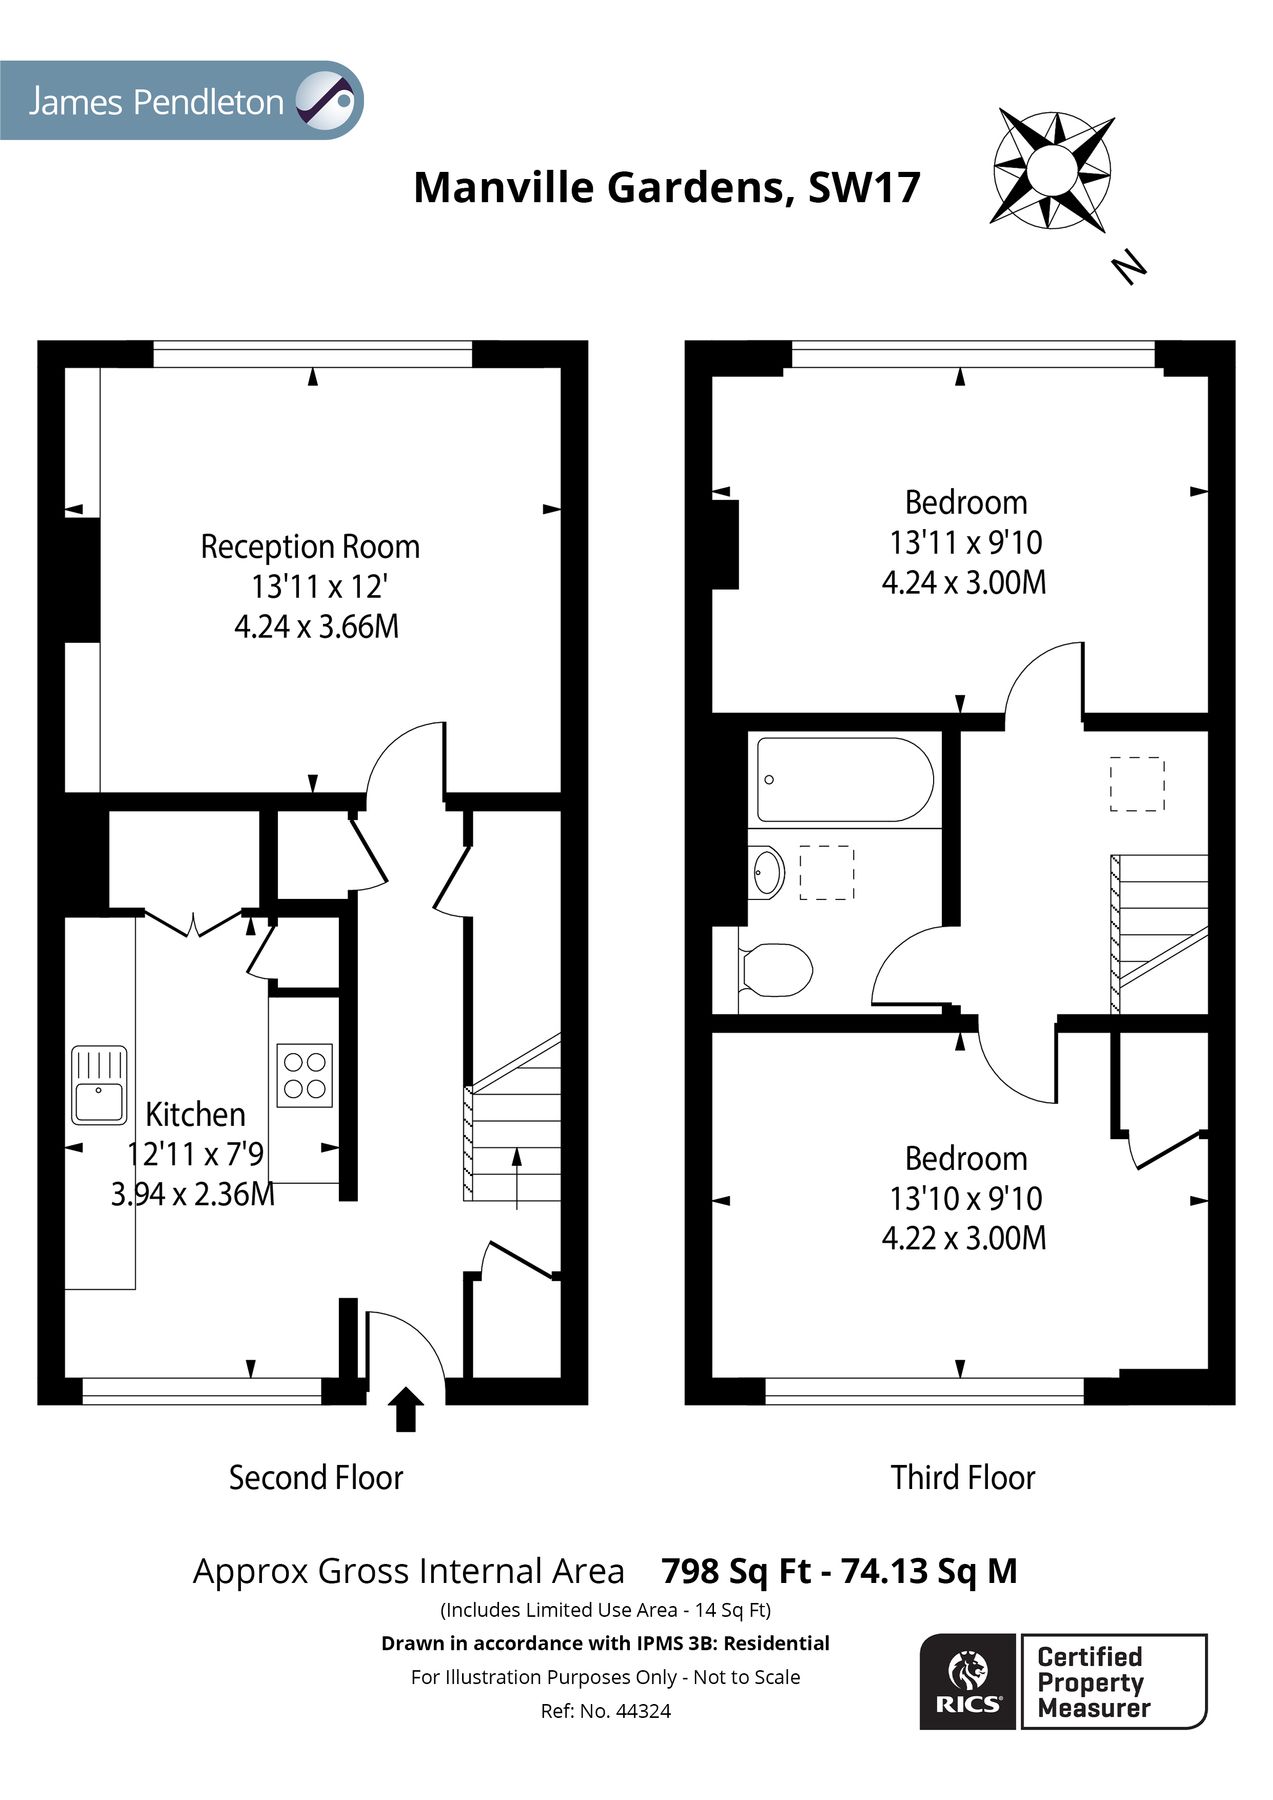 James Pendleton
Manville Gardens, SW17
N
Reception Room
13'11 x 12'
4.24 x 3.66M
Kitchen
12'11 x 7'9
3.94 x 2.36M
Second Floor
Bedroom
13'11 x 9'10
4.24 x 3.00M
Bedroom
13'10 x 9'10
4.22 x 3.00M
Third Floor
Approx Gross Internal Area 798 Sq Ft - 74.13 Sq M
(Includes Limited Use Area - 14 Sq Ft)
Drawn in accordance with IPMS 3B: Residential
For Illustration Purposes Only - Not to Scale
Ref: No. 44324
RICS®
Certified
Property
Measurer